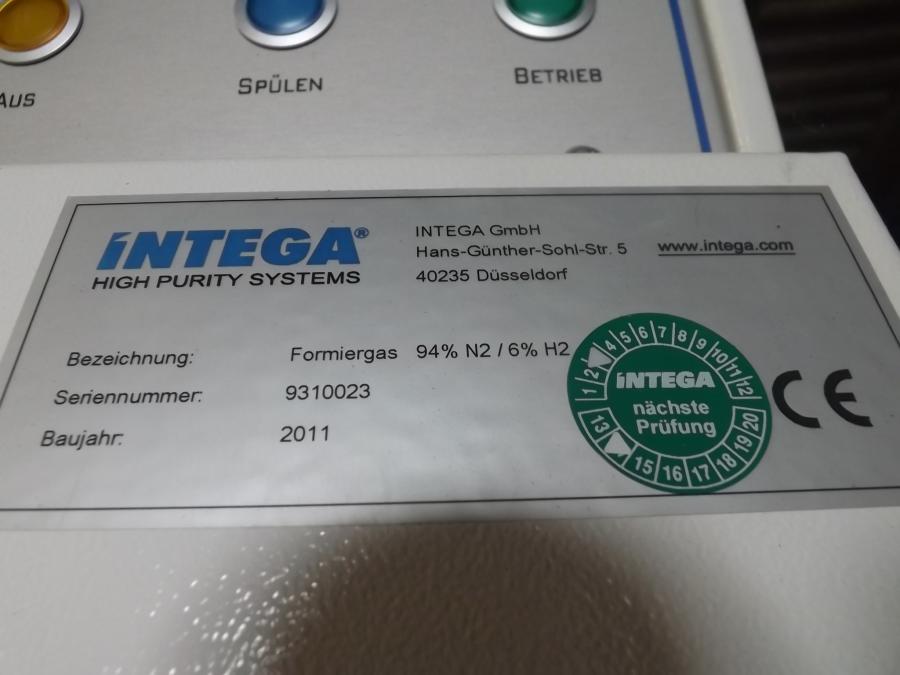 Aus
SPÜLEN
BETRIEB
INTEGA®
HIGH PURITY SYSTEMS
INTEGA GmbH
Hans-Günther-Sohl-Str. 5
40235 Düsseldorf
www.intega.com
Bezeichnung: Formiergas 94% N2 / 6% H2
Seriennummer: 9310023
Baujahr: 2011
1 2 4 5 6 7 8 9 10 11 12
INTEGA
nächste
Prüfung
13 15 16 17 18 19 20
CE